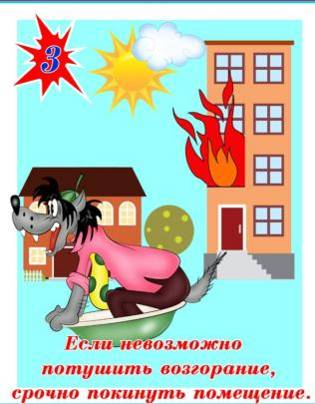 3
Если невозможно
потушить возгорание,
срочно покинуть помещение.